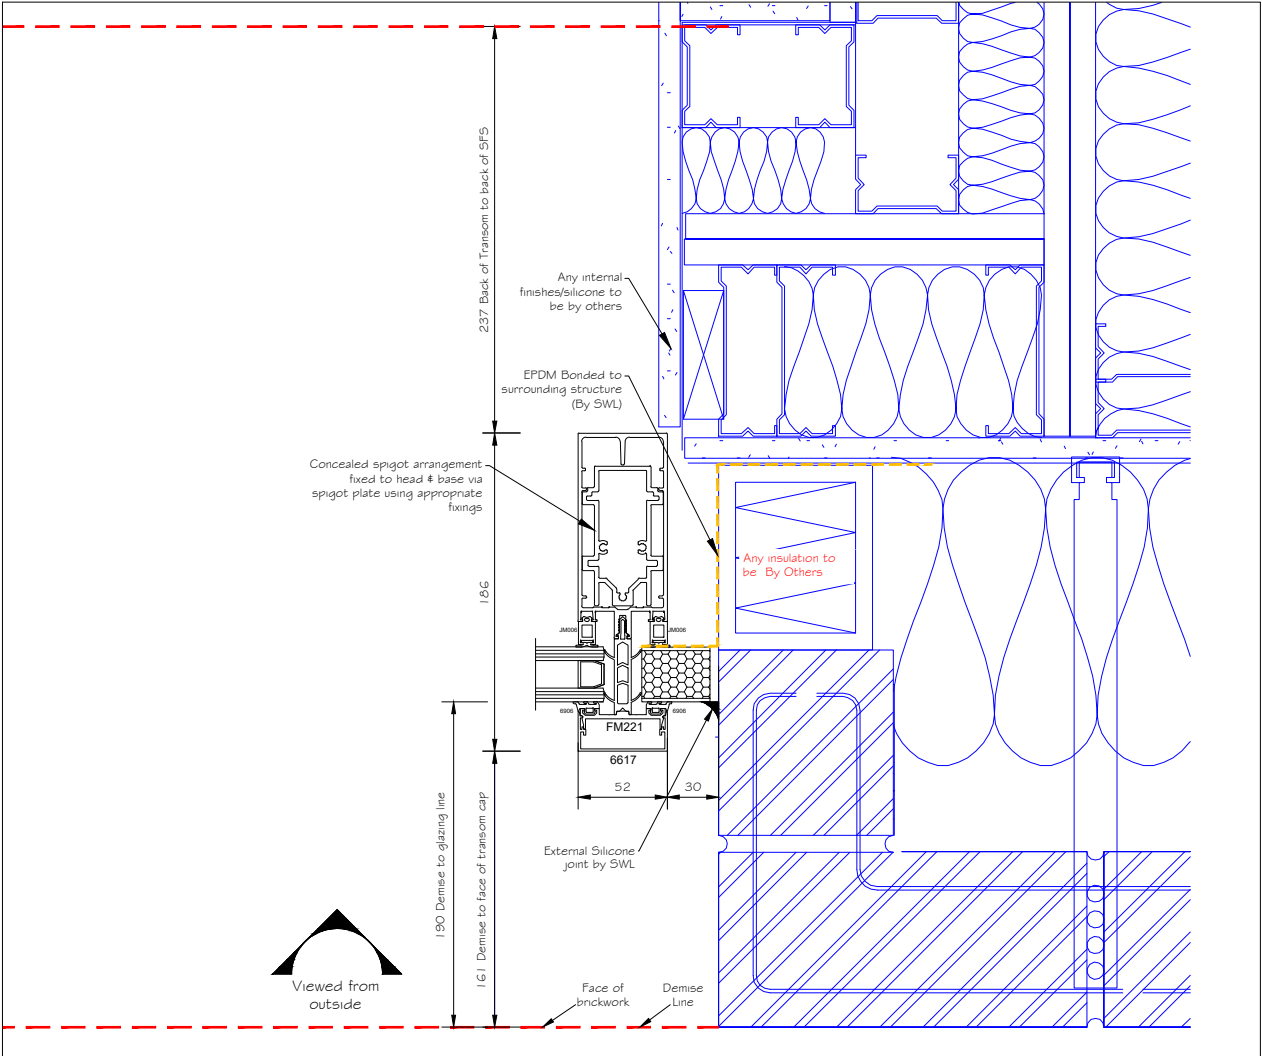 237 Back of Transom to back of SFS
Any internal
finishes/silicone to
be by others
EPDM Bonded to
surrounding structure
(By SWL)
Concealed spigot arrangement
fixed to head & base via
spigot plate using appropriate
fixings
Any insulation to
be By Others
186
JM006
JM006
6906
6906
FM221
6617
52
30
External Silicone
joint by SWL
190 Demise to glazing line
161 Demise to face of transom cap
Viewed from
outside
Face of
brickwork
Demise
Line